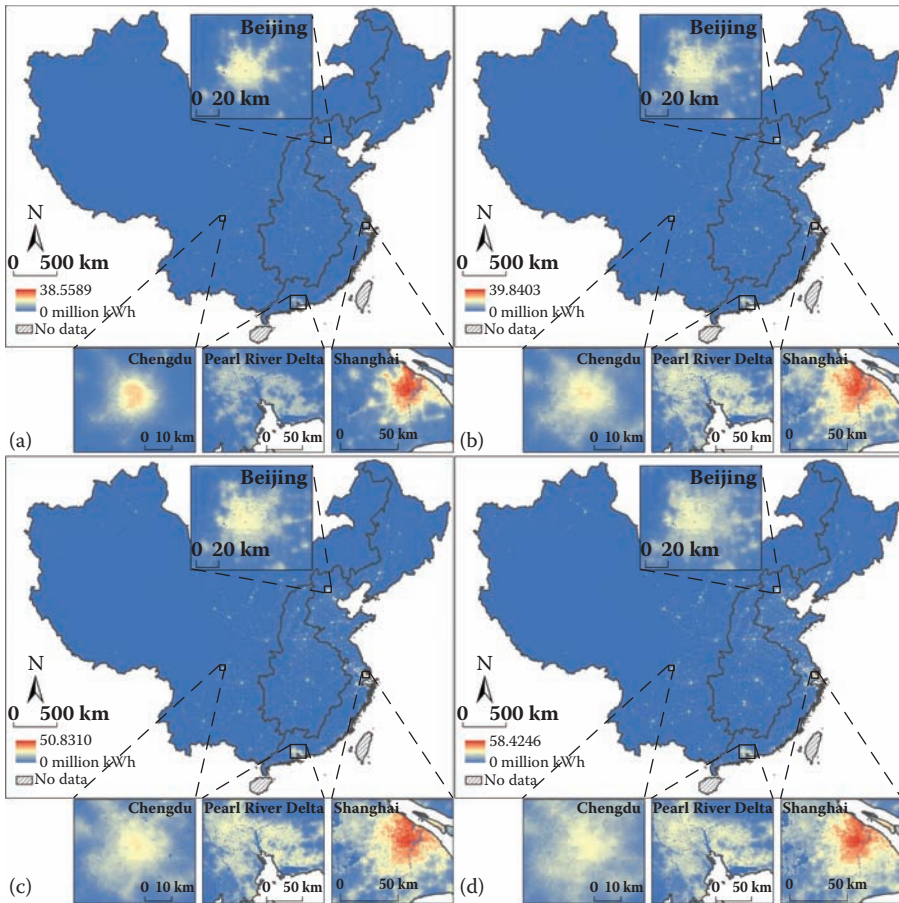 Beijing
0 20 km
N
0 500 km
38.5589
0 million kWh
No data
Chengdu
0 10 km
Pearl River Delta
0 50 km
Shanghai
0 50 km
(a)
Beijing
0 20 km
N
0 500 km
39.8403
0 million kWh
No data
Chengdu
0 10 km
Pearl River Delta
0 50 km
Shanghai
0 50 km
(b)
Beijing
0 20 km
N
0 500 km
50.8310
0 million kWh
No data
Chengdu
0 10 km
Pearl River Delta
0 50 km
Shanghai
0 50 km
(c)
Beijing
0 20 km
N
0 500 km
58.4246
0 million kWh
No data
Chengdu
0 10 km
Pearl River Delta
0 50 km
Shanghai
0 50 km
(d)